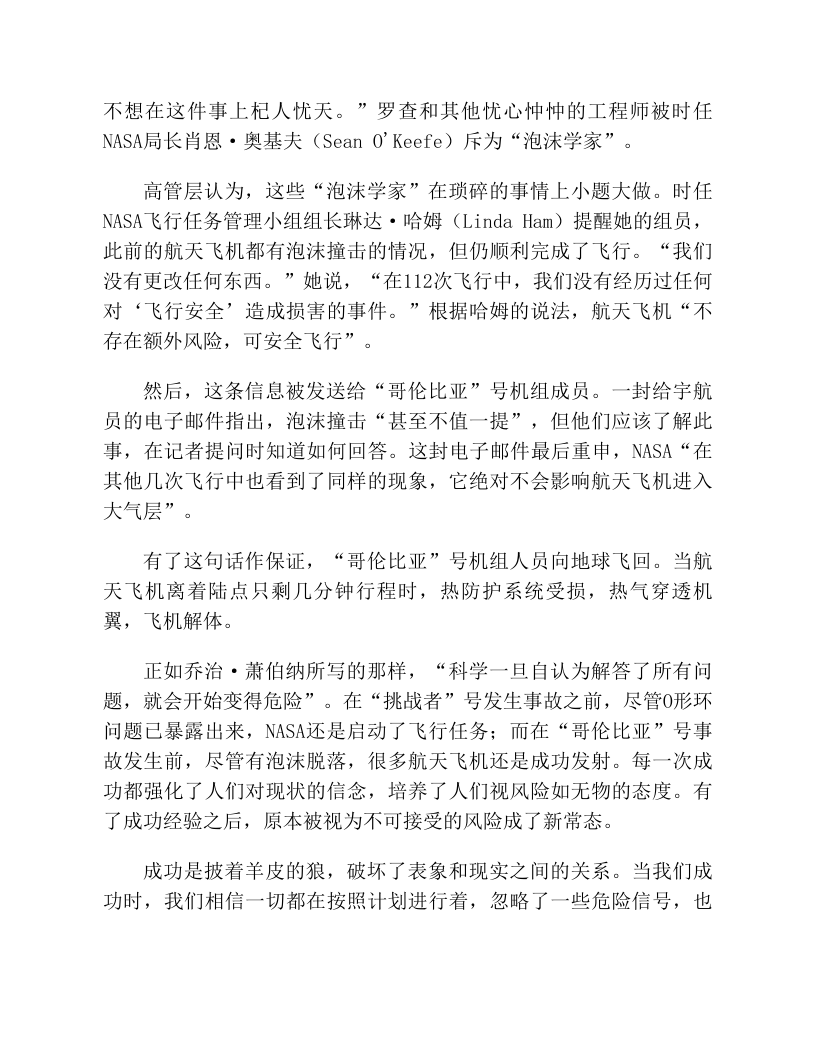 不想在这件事上杞人忧天。”罗查和其他忧心忡忡的工程师被时任
NASA局长肖恩·奥基夫（Sean O'Keefe）斥为“泡沫学家”。
高管层认为，这些“泡沫学家”在琐碎的事情上小题大做。时任
NASA飞行任务管理小组组长琳达·哈姆（Linda Ham）提醒她的组员，
此前的航天飞机都有泡沫撞击的情况，但仍顺利完成了飞行。“我们
没有更改任何东西。”她说，“在112次飞行中，我们没有经历过任何
对‘飞行安全’造成损害的事件。”根据哈姆的说法，航天飞机“不
存在额外风险，可安全飞行”。
然后，这条信息被发送给“哥伦比亚”号机组成员。一封给宇航
员的电子邮件指出，泡沫撞击“甚至不值一提”，但他们应该了解此
事，在记者提问时知道如何回答。这封电子邮件最后重申，NASA“在
其他几次飞行中也看到了同样的现象，它绝对不会影响航天飞机进入
大气层”。
有了这句话作保证，“哥伦比亚”号机组人员向地球飞回。当航
天飞机离着陆点只剩几分钟行程时，热防护系统受损，热气穿透机
翼，飞机解体。
正如乔治·萧伯纳所写的那样，“科学一旦自认为解答了所有问
题，就会开始变得危险”。在“挑战者”号发生事故之前，尽管O形环
问题已暴露出来，NASA还是启动了飞行任务；而在“哥伦比亚”号事
故发生前，尽管有泡沫脱落，很多航天飞机还是成功发射。每一次成
功都强化了人们对现状的信念，培养了人们视风险如无物的态度。有
了成功经验之后，原本被视为不可接受的风险成了新常态。
成功是披着羊皮的狼，破坏了表象和现实之间的关系。当我们成
功时，我们相信一切都在按照计划进行着，忽略了一些危险信号，也